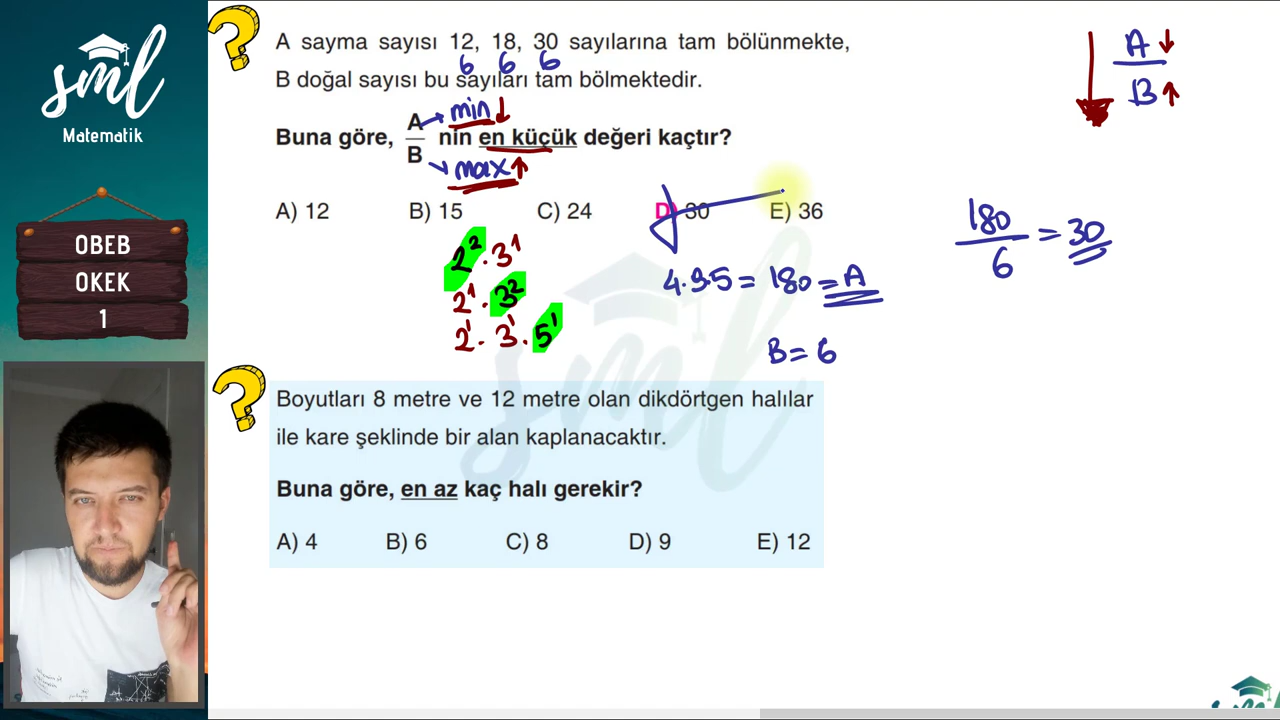 sml
Matematik
OBEB
OKEK
1
A sayma sayısı 12, 18, 30 sayılarına tam bölünmekte,
6 6 6
B doğal sayısı bu sayıları tam bölmektedir.
min
Buna göre, A/B nin en küçük değeri kaçtır?
max
A) 12 B) 15 C) 24 D) 30 E) 36
2² . 3¹
2¹ . 3²
2¹ . 3¹ . 5¹
4.9.5 = 180 = A
B = 6
A/B
180/6 = 30
Boyutları 8 metre ve 12 metre olan dikdörtgen halılar
ile kare şeklinde bir alan kaplanacaktır.
Buna göre, en az kaç halı gerekir?
A) 4 B) 6 C) 8 D) 9 E) 12